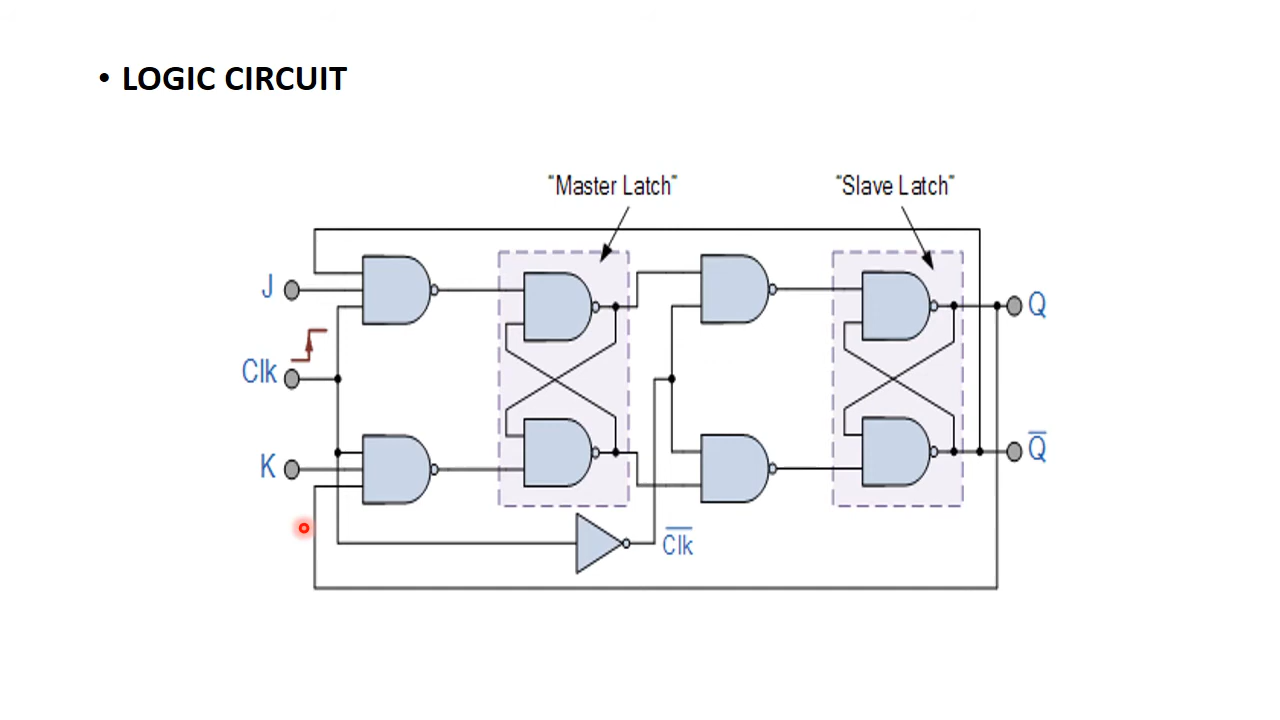 • LOGIC CIRCUIT
"Master Latch"
"Slave Latch"
J
Q
Clk
K
Q̅
C̅l̅k̅